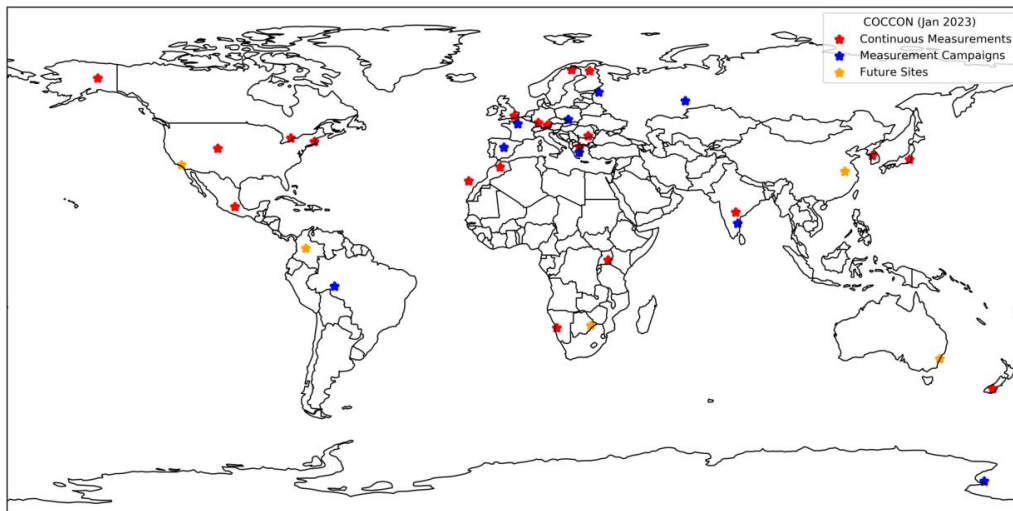 COCCON (Jan 2023)
Continuous Measurements
Measurement Campaigns
Future Sites